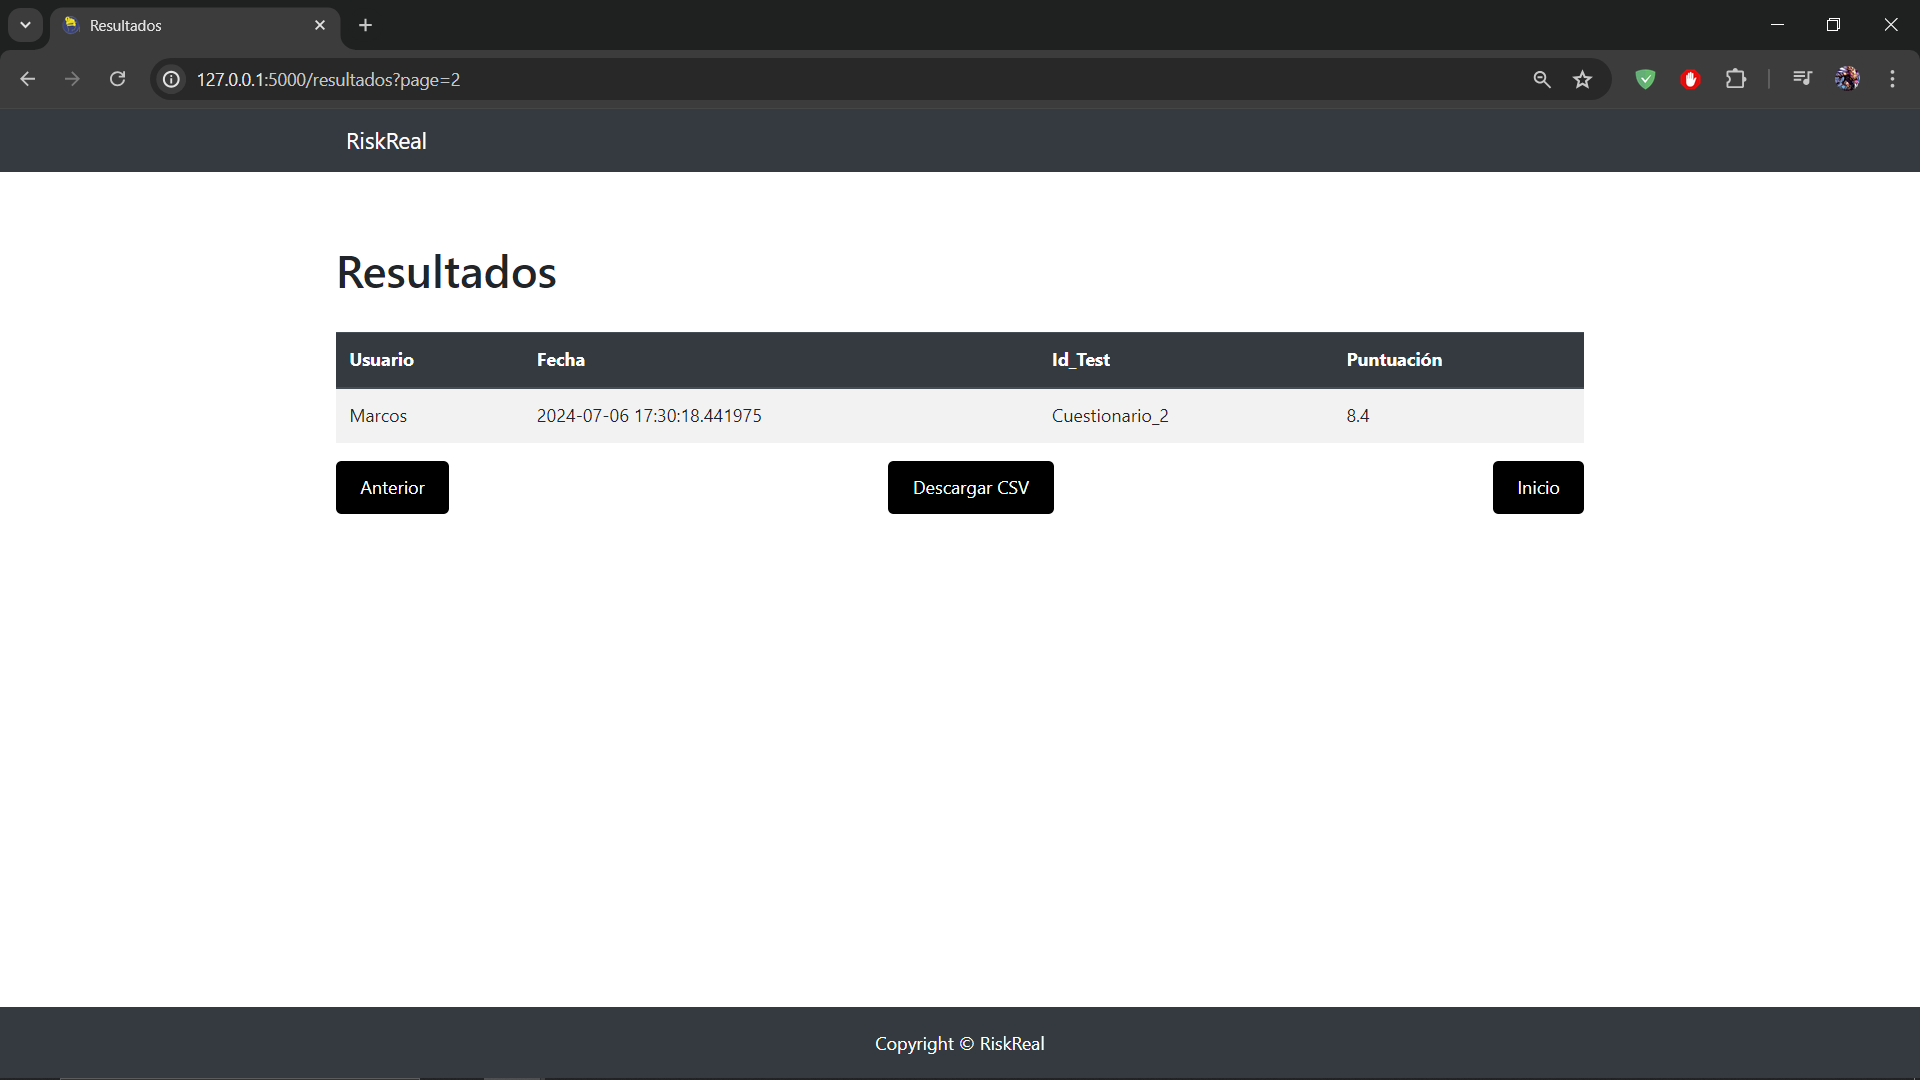 Resultados
127.0.0.1:5000/resultados?page=2
RiskReal
Resultados
Usuario Fecha Id_Test Puntuación
Marcos 2024-07-06 17:30:18.441975 Cuestionario_2 8.4
Anterior Descargar CSV Inicio
Copyright © RiskReal